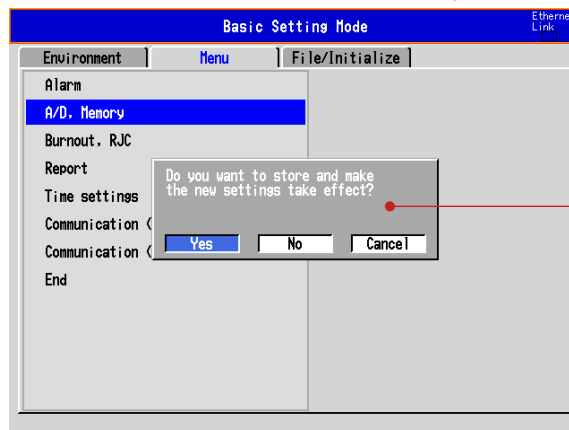 Basic Setting Mode
Link
Environment Menu File/Initialize
Alarm
A/D, Memory
Burnout, RJC
Report
Time settings
Communication (
Communication (
End
Do you want to store and make
the new settings take effect?
Yes No Cancel